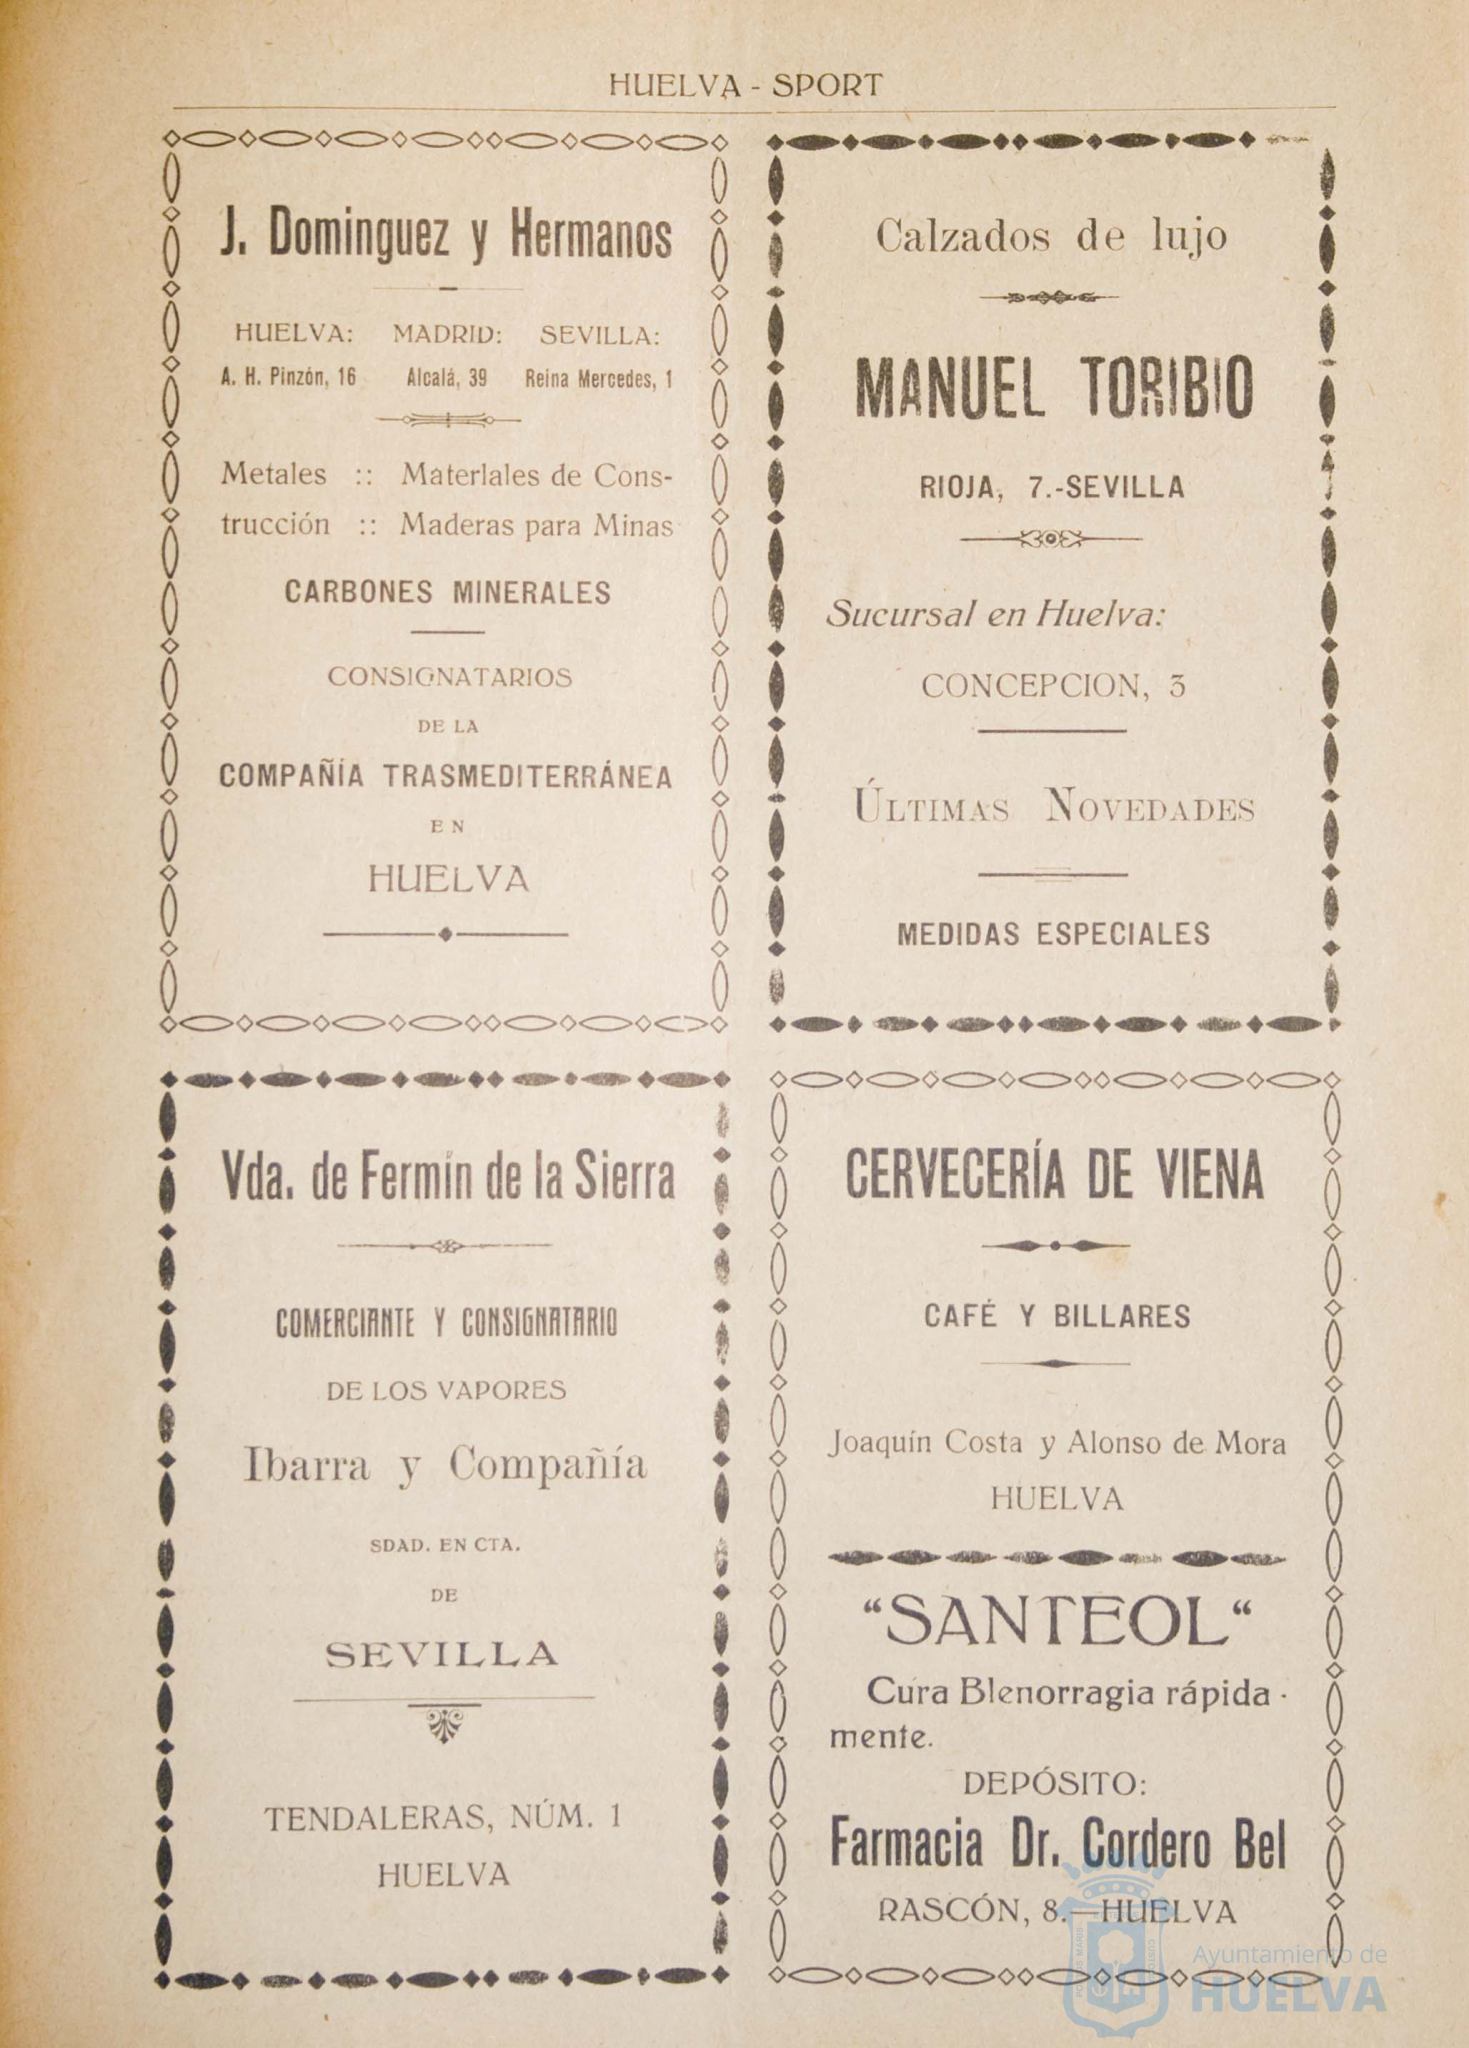 HUELVA - SPORT
J. Dominguez y Hermanos
HUELVA: MADRID: SEVILLA:
A. H. Pinzón, 16 Alcalá, 39 Reina Mercedes, 1
Metales :: Materlales de Cons-
trucción :: Maderas para Minas
CARBONES MINERALES
CONSIGNATARIOS
DE LA
COMPAÑÍA TRASMEDITERRÁNEA
EN
HUELVA
Calzados de lujo
MANUEL TORIBIO
RIOJA, 7.-SEVILLA
Sucursal en Huelva:
CONCEPCION, 3
ÚLTIMAS NOVEDADES
MEDIDAS ESPECIALES
Vda. de Fermín de la Sierra
COMERCIANTE Y CONSIGNATARIO
DE LOS VAPORES
Ibarra y Compañía
SDAD. EN CTA.
DE
SEVILLA
TENDALERAS, NÚM. 1
HUELVA
CERVECERÍA DE VIENA
CAFÉ Y BILLARES
Joaquín Costa y Alonso de Mora
HUELVA
“SANTEOL“
Cura Blenorragia rápida-
mente.
DEPÓSITO:
Farmacia Dr. Cordero Bel
RASCÓN, 8.—HUELVA
Ayuntamiento de
HUELVA